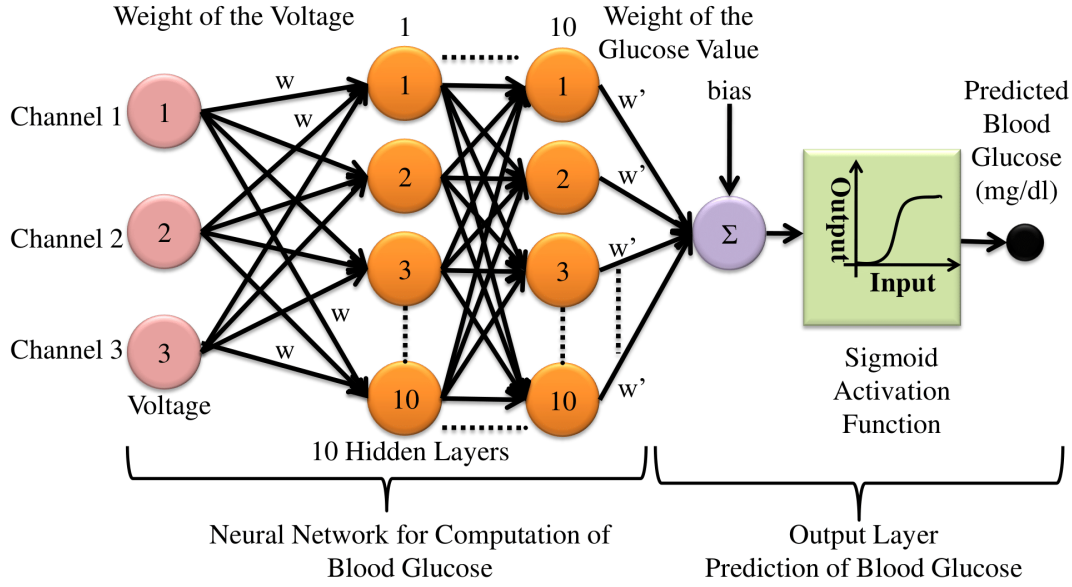 Weight of the Voltage
1
10
Weight of the
Glucose Value
Channel 1
1
w
w
1
1
w’
bias
Predicted
Blood
Glucose
(mg/dl)
2
2
w’
Channel 2
2
Σ
Output
Input
3
3
w’
Channel 3
3
w
w
Voltage
10
10
w’
Sigmoid
Activation
Function
10 Hidden Layers
Neural Network for Computation of
Blood Glucose
Output Layer
Prediction of Blood Glucose